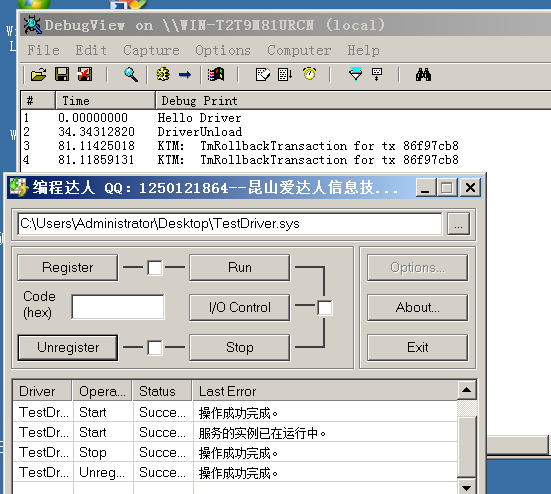 DebugView on \\WIN-T2T9M81URCN (local)
File Edit Capture Options Computer Help
# Time Debug Print
1 0.00000000 Hello Driver
2 34.34312820 DriverUnload
3 81.11425018 KTM: TmRollbackTransaction for tx 86f97cb8
4 81.11859131 KTM: TmRollbackTransaction for tx 86f97cb8
编程达人 QQ：1250121864--昆山爱达人信息技...
C:\Users\Administrator\Desktop\TestDriver.sys ...
Register Run Options...
Code
(hex) I/O Control About...
Unregister Stop Exit
Driver Opera... Status Last Error
TestDr... Start Succe... 操作成功完成。
TestDr... Start Succe... 服务的实例已在运行中。
TestDr... Stop Succe... 操作成功完成。
TestDr... Unreg... Succe... 操作成功完成。